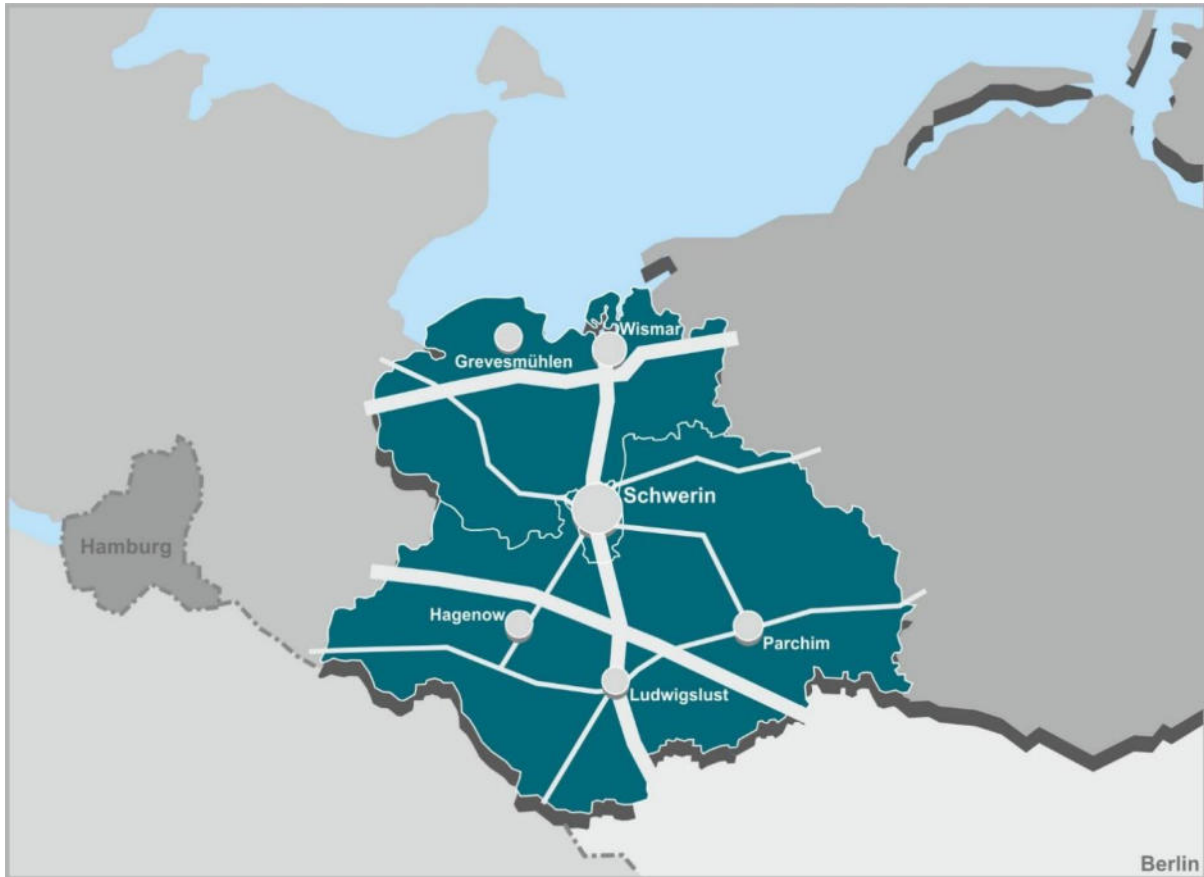 Wismar
Grevesmühlen
Schwerin
Hamburg
Hagenow
Parchim
Ludwigslust
Berlin